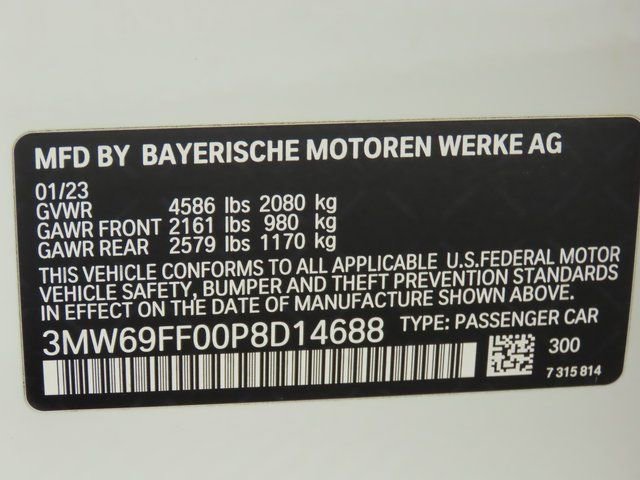 MFD BY BAYERISCHE MOTOREN WERKE AG
01/23
GVWR 4586 lbs 2080 kg
GAWR FRONT 2161 lbs 980 kg
GAWR REAR 2579 lbs 1170 kg
THIS VEHICLE CONFORMS TO ALL APPLICABLE U.S.FEDERAL MOTOR
VEHICLE SAFETY, BUMPER AND THEFT PREVENTION STANDARDS
IN EFFECT ON THE DATE OF MANUFACTURE SHOWN ABOVE.
3MW69FF00P8D14688 TYPE: PASSENGER CAR
300
7 315 814